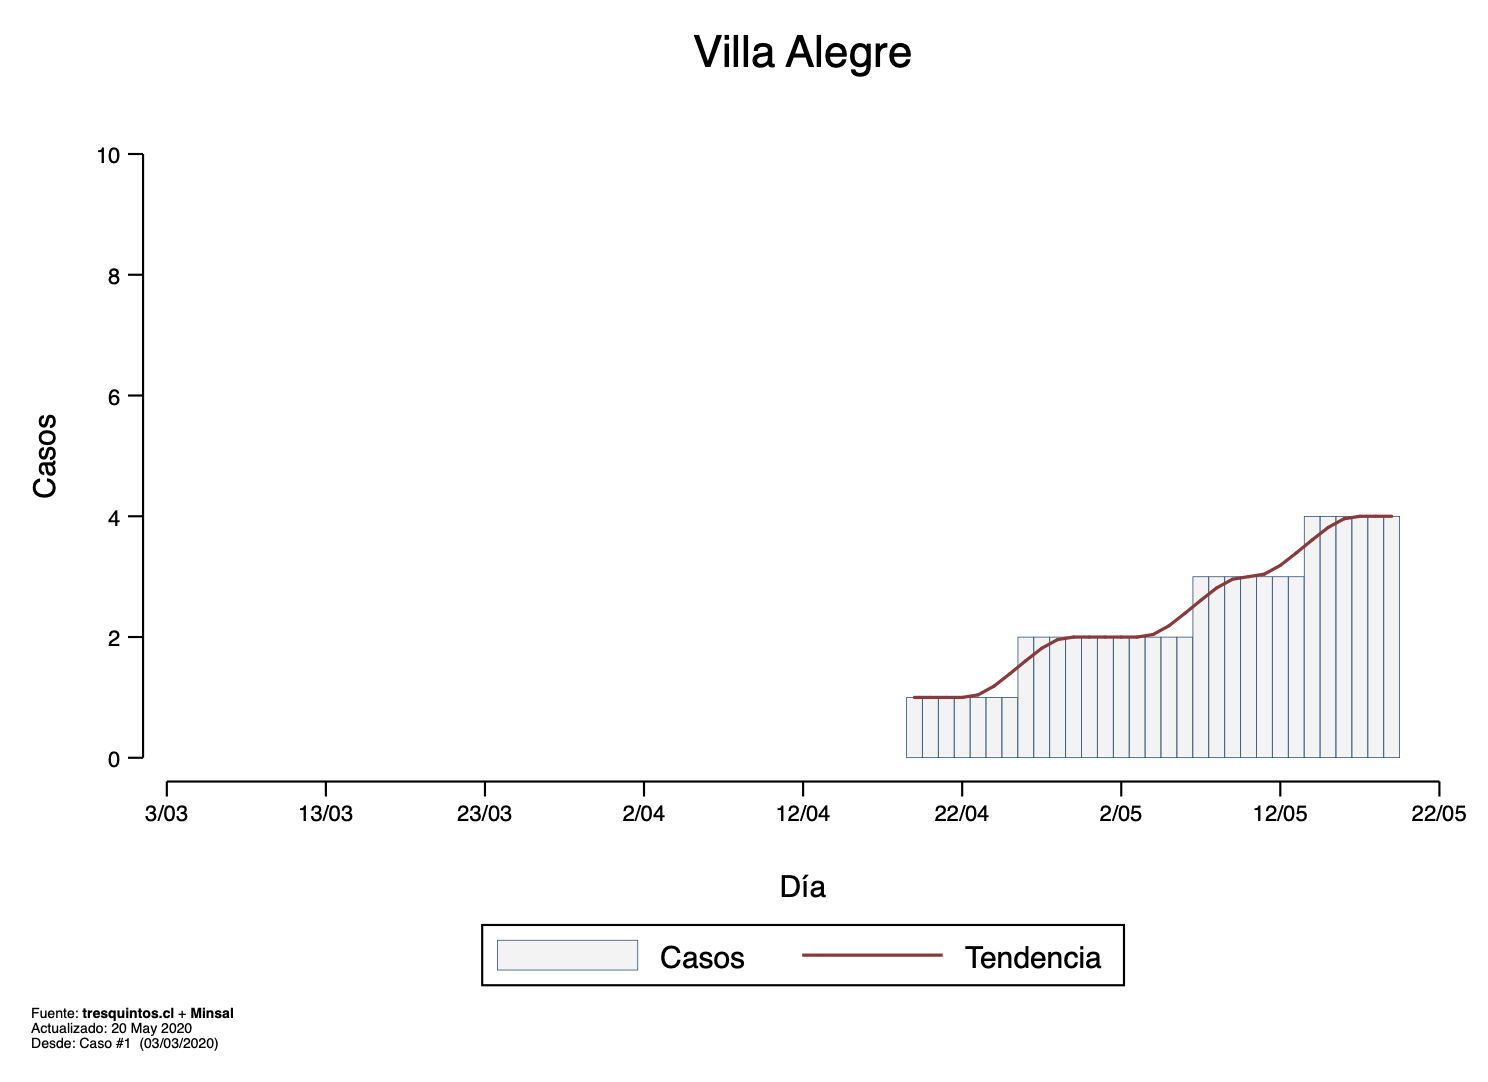 Villa Alegre
10
8
6
4
2
0
Casos
3/03 13/03 23/03 2/04 12/04 22/04 2/05 12/05 22/05
Día
Casos Tendencia
Fuente: tresquintos.cl + Minsal
Actualizado: 20 May 2020
Desde: Caso #1 (03/03/2020)